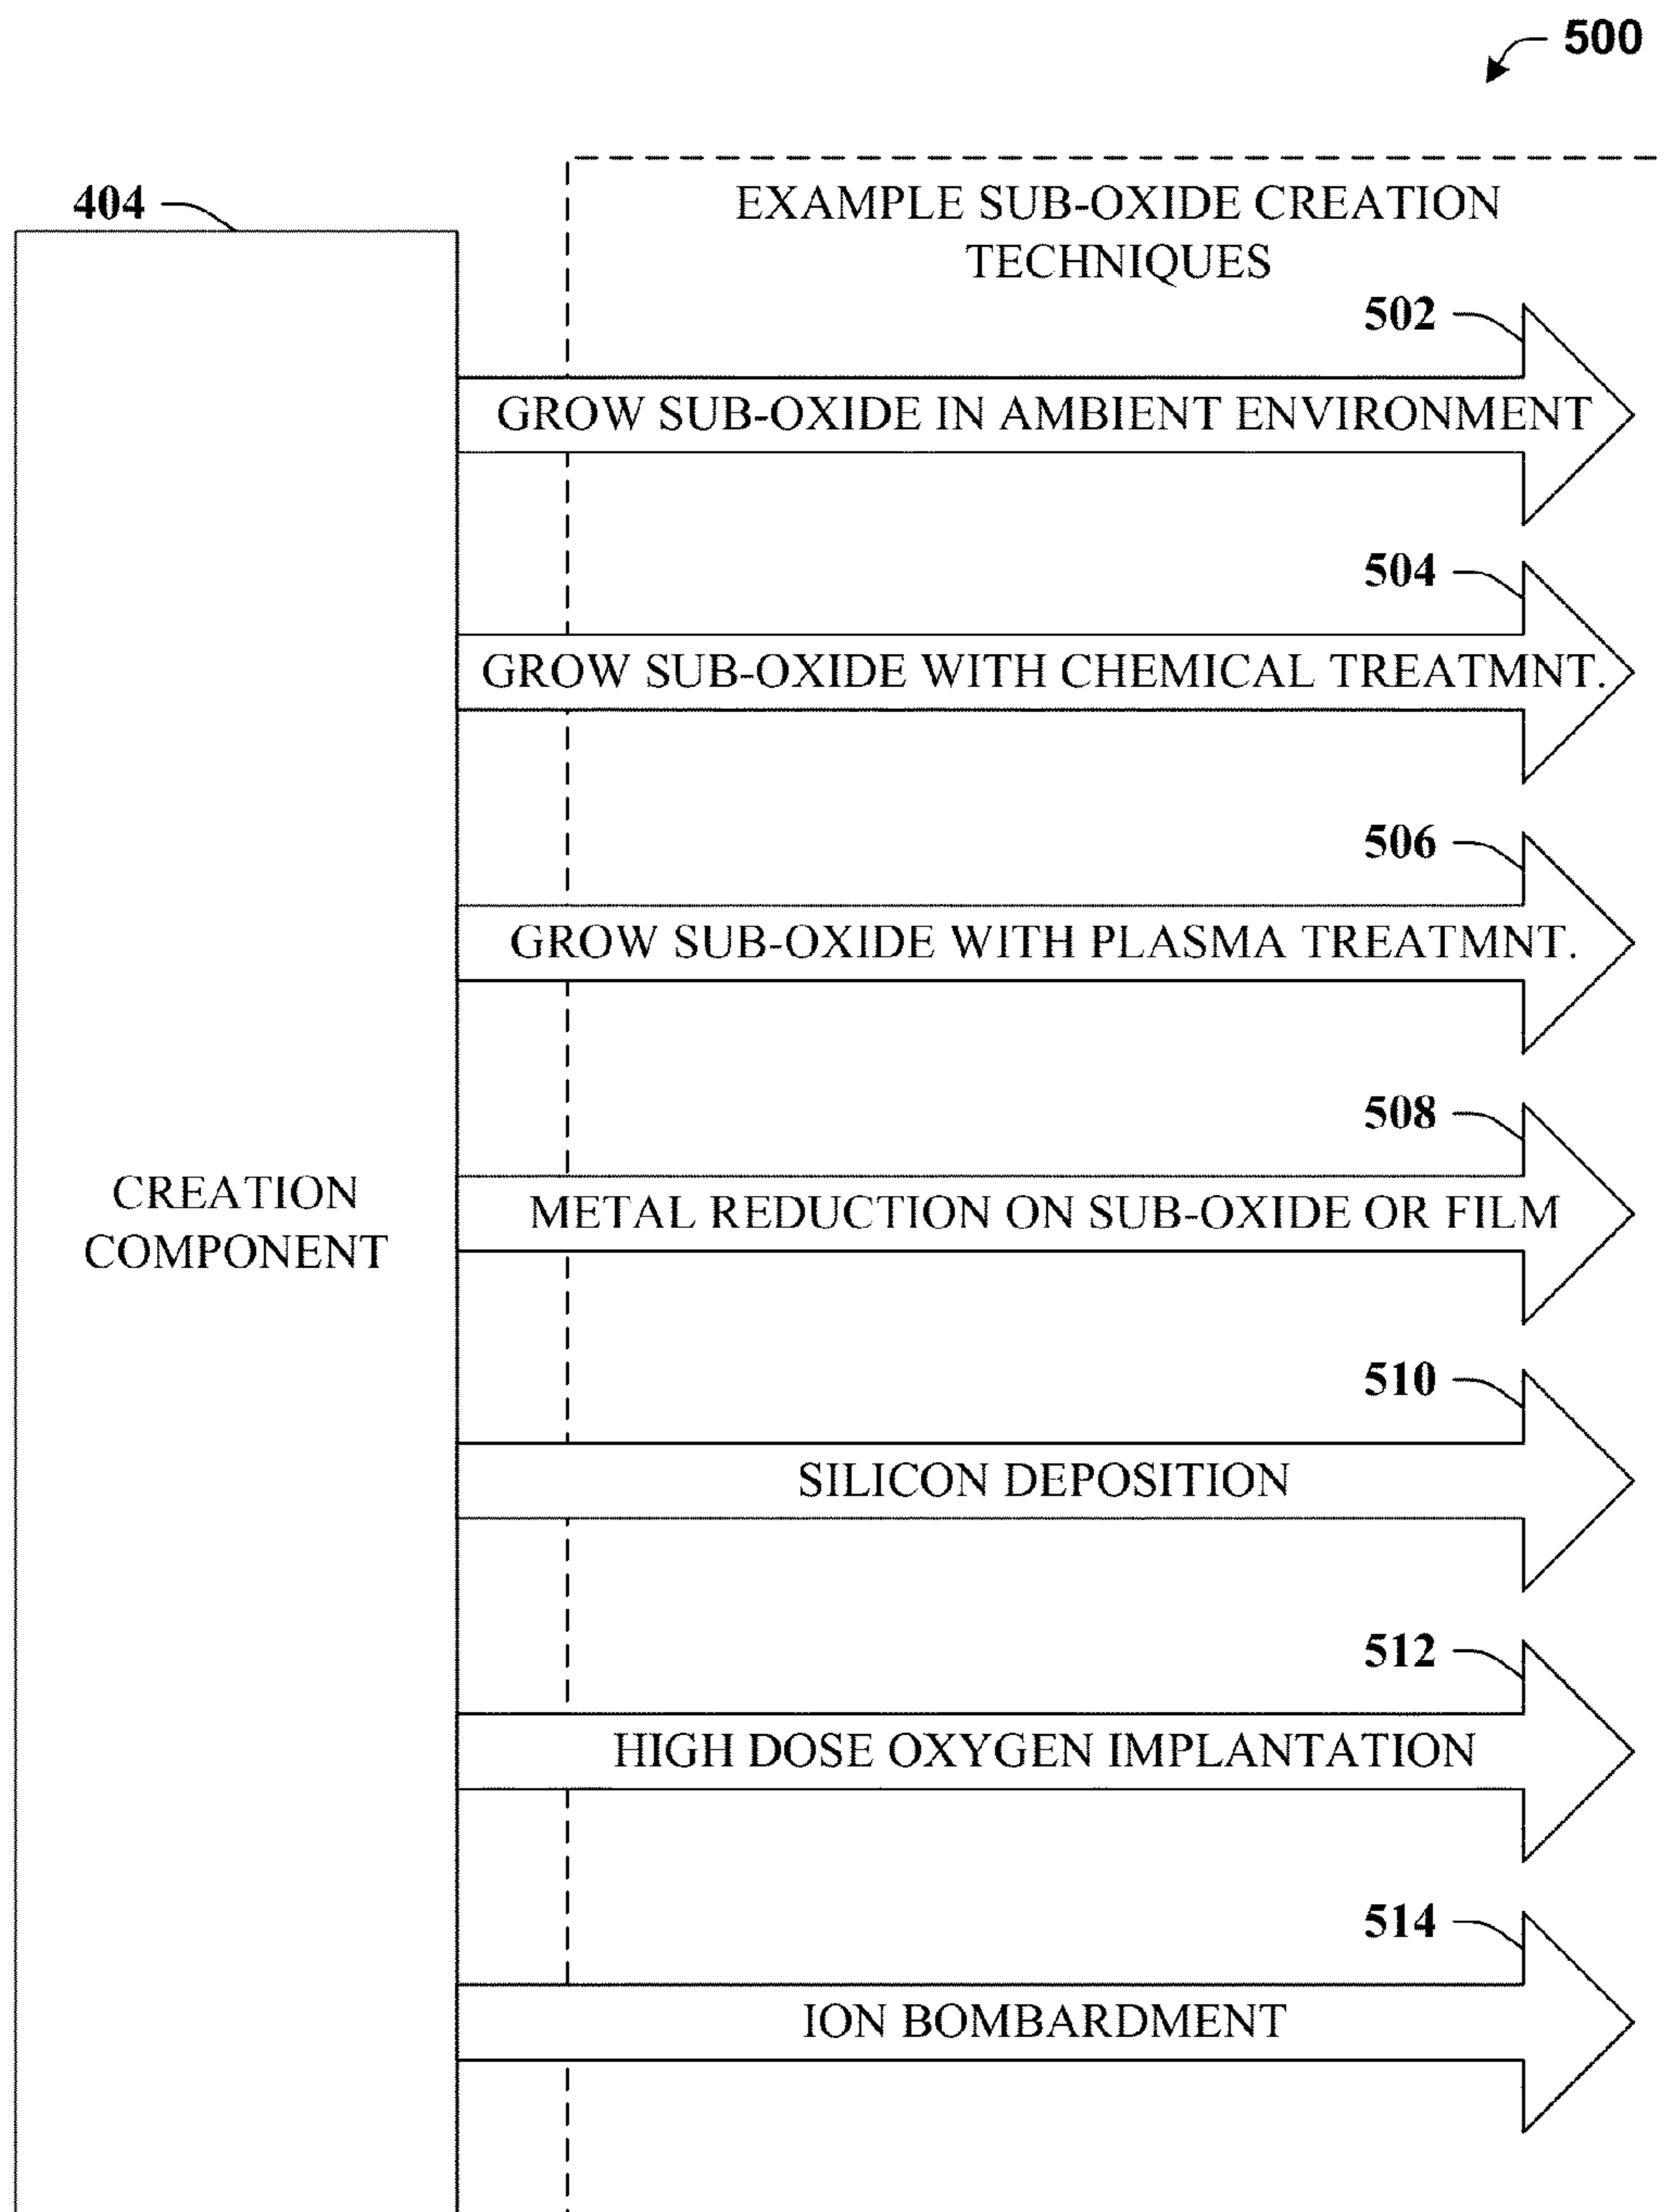 500
404
EXAMPLE SUB-OXIDE CREATION
TECHNIQUES
502
GROW SUB-OXIDE IN AMBIENT ENVIRONMENT
504
GROW SUB-OXIDE WITH CHEMICAL TREATMNT.
506
GROW SUB-OXIDE WITH PLASMA TREATMNT.
508
CREATION
COMPONENT
METAL REDUCTION ON SUB-OXIDE OR FILM
510
SILICON DEPOSITION
512
HIGH DOSE OXYGEN IMPLANTATION
514
ION BOMBARDMENT